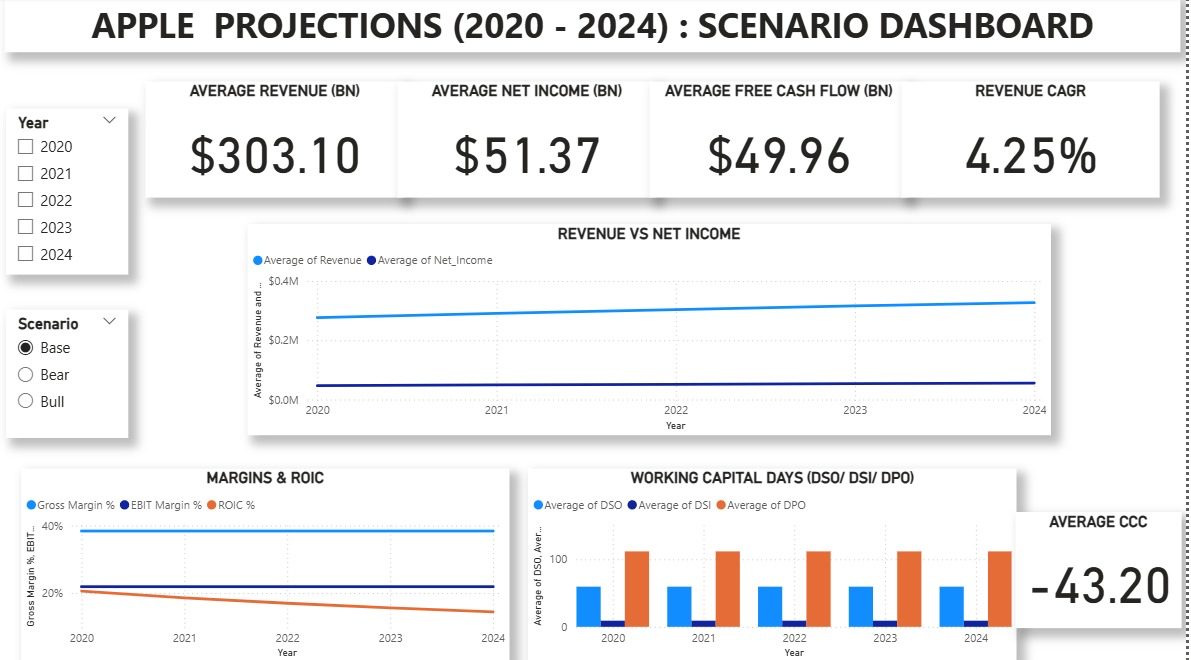 APPLE PROJECTIONS (2020 - 2024) : SCENARIO DASHBOARD
AVERAGE REVENUE (BN)
$303.10
AVERAGE NET INCOME (BN)
$51.37
AVERAGE FREE CASH FLOW (BN)
$49.96
REVENUE CAGR
4.25%
Year
2020
2021
2022
2023
2024
Scenario
Base
Bear
Bull
REVENUE VS NET INCOME
Average of Revenue Average of Net_Income
Average of Revenue and ...
$0.4M
$0.2M
$0.0M
2020 2021 2022 2023 2024
Year
MARGINS & ROIC
Gross Margin % EBIT Margin % ROIC %
Gross Margin %, EBIT...
40%
20%
2020 2021 2022 2023 2024
Year
WORKING CAPITAL DAYS (DSO/ DSI/ DPO)
Average of DSO Average of DSI Average of DPO
Average of DSO, Aver...
100
0
2020 2021 2022 2023 2024
Year
AVERAGE CCC
-43.20